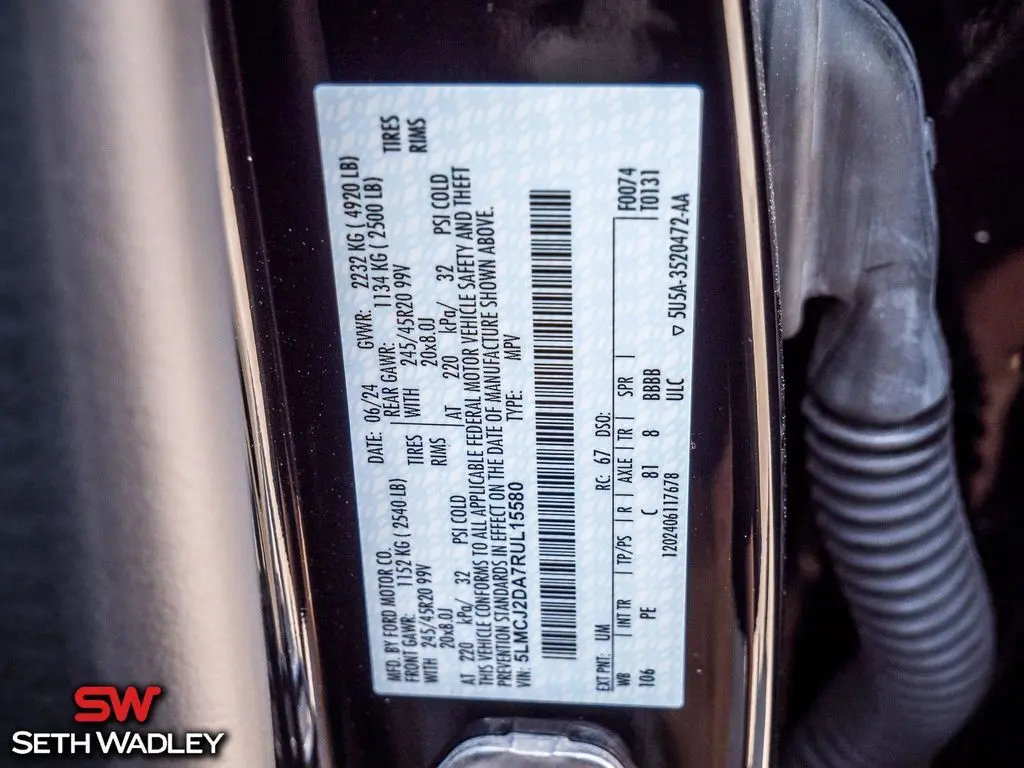 MFD. BY FORD MOTOR CO.
DATE: 06/24 GVWR: 2232 KG ( 4920 LB)
FRONT GAWR: 1152 KG ( 2540 LB) REAR GAWR: 1134 KG ( 2500 LB)
WITH 245/45R20 99V TIRES WITH 245/45R20 99V TIRES
20x8.0J RIMS 20x8.0J RIMS
AT 220 kPa/ 32 PSI COLD AT 220 kPa/ 32 PSI COLD
THIS VEHICLE CONFORMS TO ALL APPLICABLE FEDERAL MOTOR VEHICLE SAFETY AND THEFT
PREVENTION STANDARDS IN EFFECT ON THE DATE OF MANUFACTURE SHOWN ABOVE.
VIN: 5LMCJ2DA7RUL15580 TYPE: MPV
EXT PNT: UM RC: 67 DSO: F0074
WB INT TR TP/PS R AXLE TR SPR T0131
106 PE C 81 8 BBBB
ULC
120240617678 ▽ 5U5A-3520472-AA
SW
SETH WADLEY